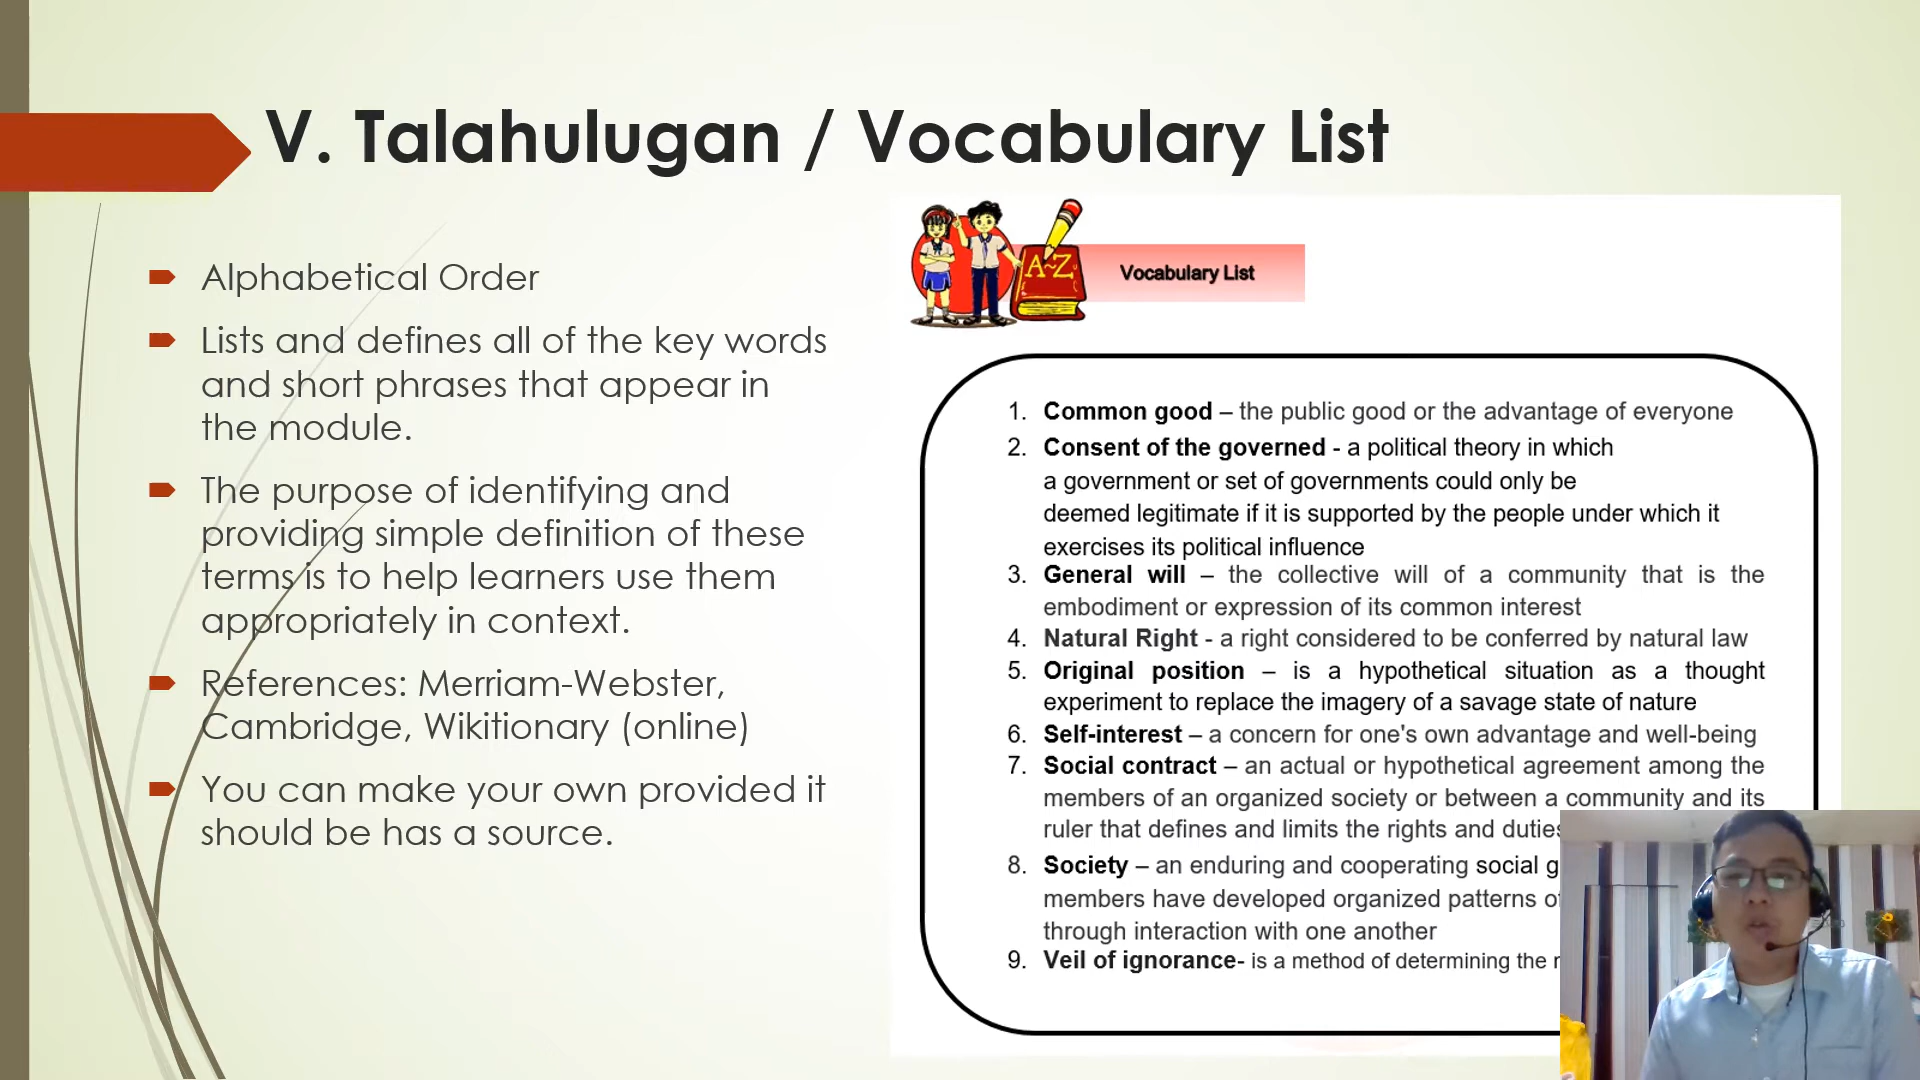 V. Talahulugan / Vocabulary List
Alphabetical Order
Lists and defines all of the key words
and short phrases that appear in
the module.
The purpose of identifying and
providing simple definition of these
terms is to help learners use them
appropriately in context.
References: Merriam-Webster,
Cambridge, Wikitionary (online)
You can make your own provided it
should be has a source.
A-Z
Vocabulary List
1. Common good – the public good or the advantage of everyone
2. Consent of the governed - a political theory in which
a government or set of governments could only be
deemed legitimate if it is supported by the people under which it
exercises its political influence
3. General will – the collective will of a community that is the
embodiment or expression of its common interest
4. Natural Right - a right considered to be conferred by natural law
5. Original position – is a hypothetical situation as a thought
experiment to replace the imagery of a savage state of nature
6. Self-interest – a concern for one's own advantage and well-being
7. Social contract – an actual or hypothetical agreement among the
members of an organized society or between a community and its
ruler that defines and limits the rights and duties
8. Society – an enduring and cooperating social
members have developed organized patterns
through interaction with one another
9. Veil of ignorance- is a method of determining the